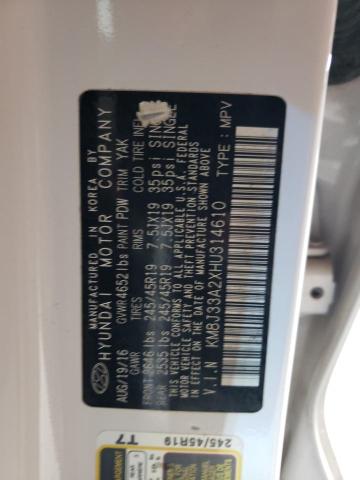 MANUFACTURED IN KOREA BY
HYUNDAI MOTOR COMPANY
AUG/19/16 GVWR4652 lbs PAINT PDW TRIM YAK
GAWR TIRES RIMS COLD TIRE
FRONT 2646 lbs 245/45R19 7.5JX19 35psi SINGLE
REAR 2535 lbs 245/45R19 7.5JX19 35psi SINGLE
THIS VEHICLE CONFORMS TO ALL APPLICABLE U.S.A. FEDERAL
MOTOR VEHICLE SAFETY, BUMPER, AND THEFT PREVENTION STANDARDS
IN EFFECT ON THE DATE OF MANUFACTURE SHOWN ABOVE
V.I.N : KM8J33A2XHU314610 TYPE : MPV
T7
245/45R19